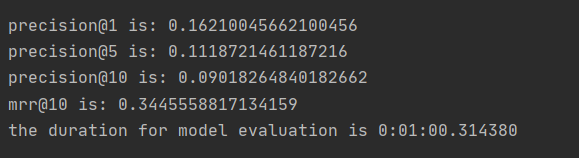 precision@1 is: 0.16210045662100456
precision@5 is: 0.1118721461187216
precision@10 is: 0.09018264840182662
mrr@10 is: 0.3445558817134159
the duration for model evaluation is 0:01:00.314380